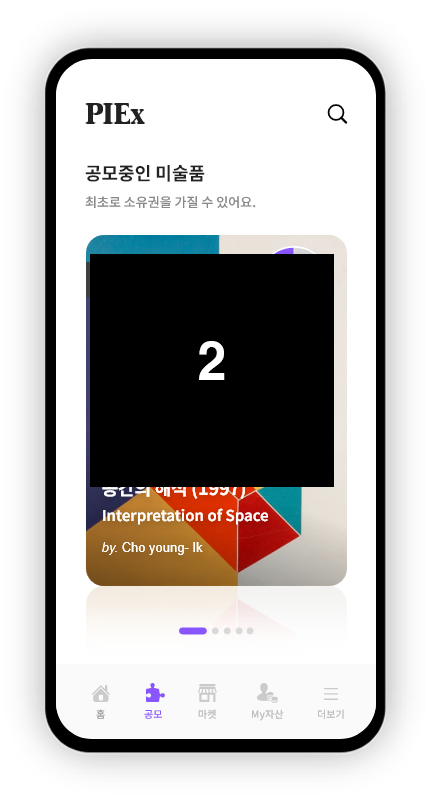 PIEx
공모중인 미술품
최초로 소유권을 가질 수 있어요.
2
해석 (1997)
Interpretation of Space
by. Cho young- Ik
홈
공모
마켓
My자산
더보기